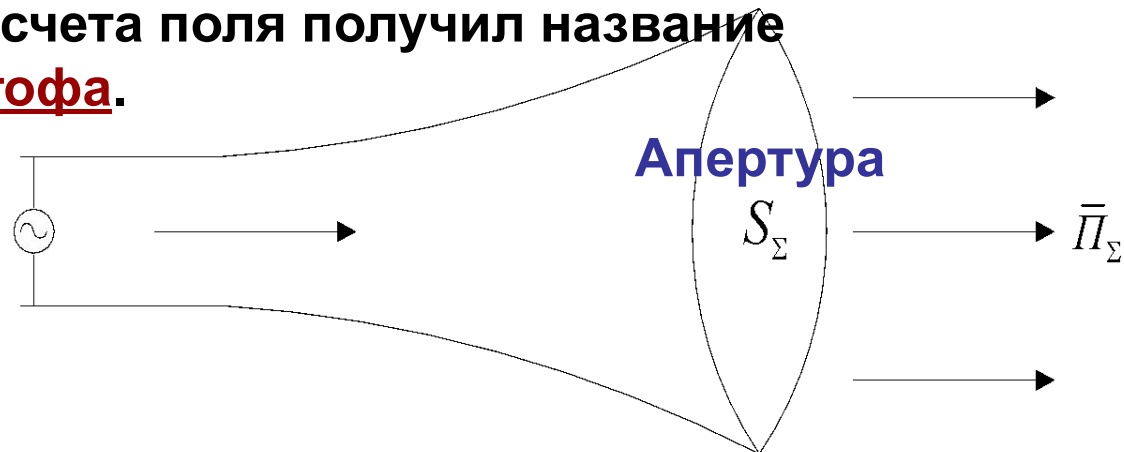 счета поля получил название
тофа.
Апертура
S_Σ
П̄_Σ